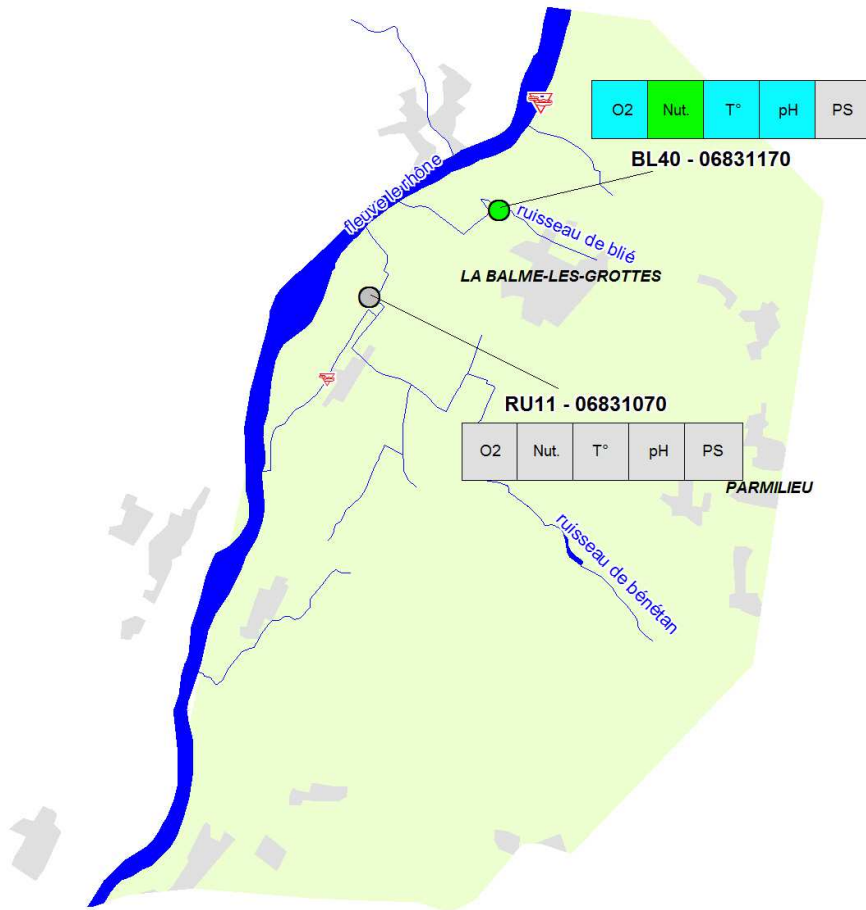 O2 Nut. T° pH PS
BL40 - 06831170
fleuve le rhône
ruisseau de blié
LA BALME-LES-GROTTES
RU11 - 06831070
O2 Nut. T° pH PS
PARMILIEU
ruisseau de bénétan